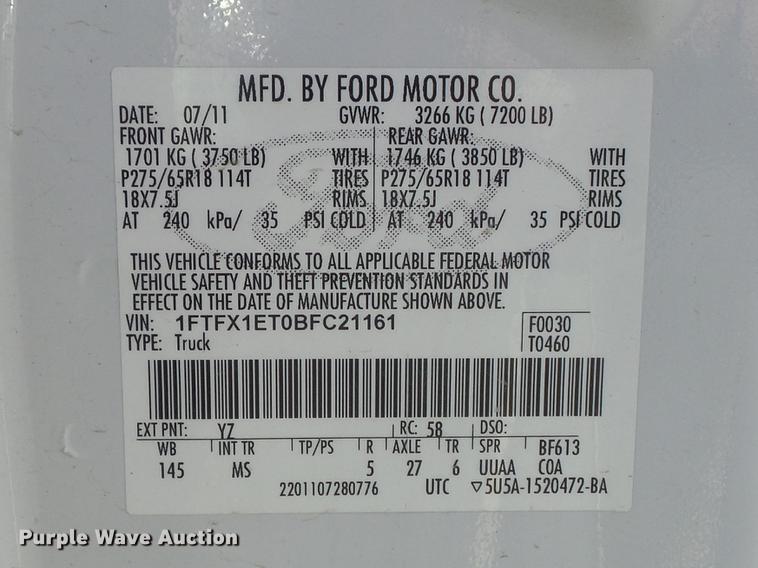 MFD. BY FORD MOTOR CO.
DATE: 07/11 GVWR: 3266 KG ( 7200 LB)
FRONT GAWR: REAR GAWR:
1701 KG ( 3750 LB) WITH 1746 KG ( 3850 LB) WITH
P275/65R18 114T TIRES P275/65R18 114T TIRES
18X7.5J RIMS 18X7.5J RIMS
AT 240 kPa/ 35 PSI COLD AT 240 kPa/ 35 PSI COLD
Ford
THIS VEHICLE CONFORMS TO ALL APPLICABLE FEDERAL MOTOR
VEHICLE SAFETY AND THEFT PREVENTION STANDARDS IN
EFFECT ON THE DATE OF MANUFACTURE SHOWN ABOVE.
VIN: 1FTFX1ET0BFC21161 F0030
TYPE: Truck T0460
EXT PNT: YZ RC: 58 DSO:
WB INT TR TP/PS R AXLE TR SPR BF613
145 MS 5 27 6 UUAA COA
2201107280776 UTC ▽5U5A-1520472-BA
Purple Wave Auction